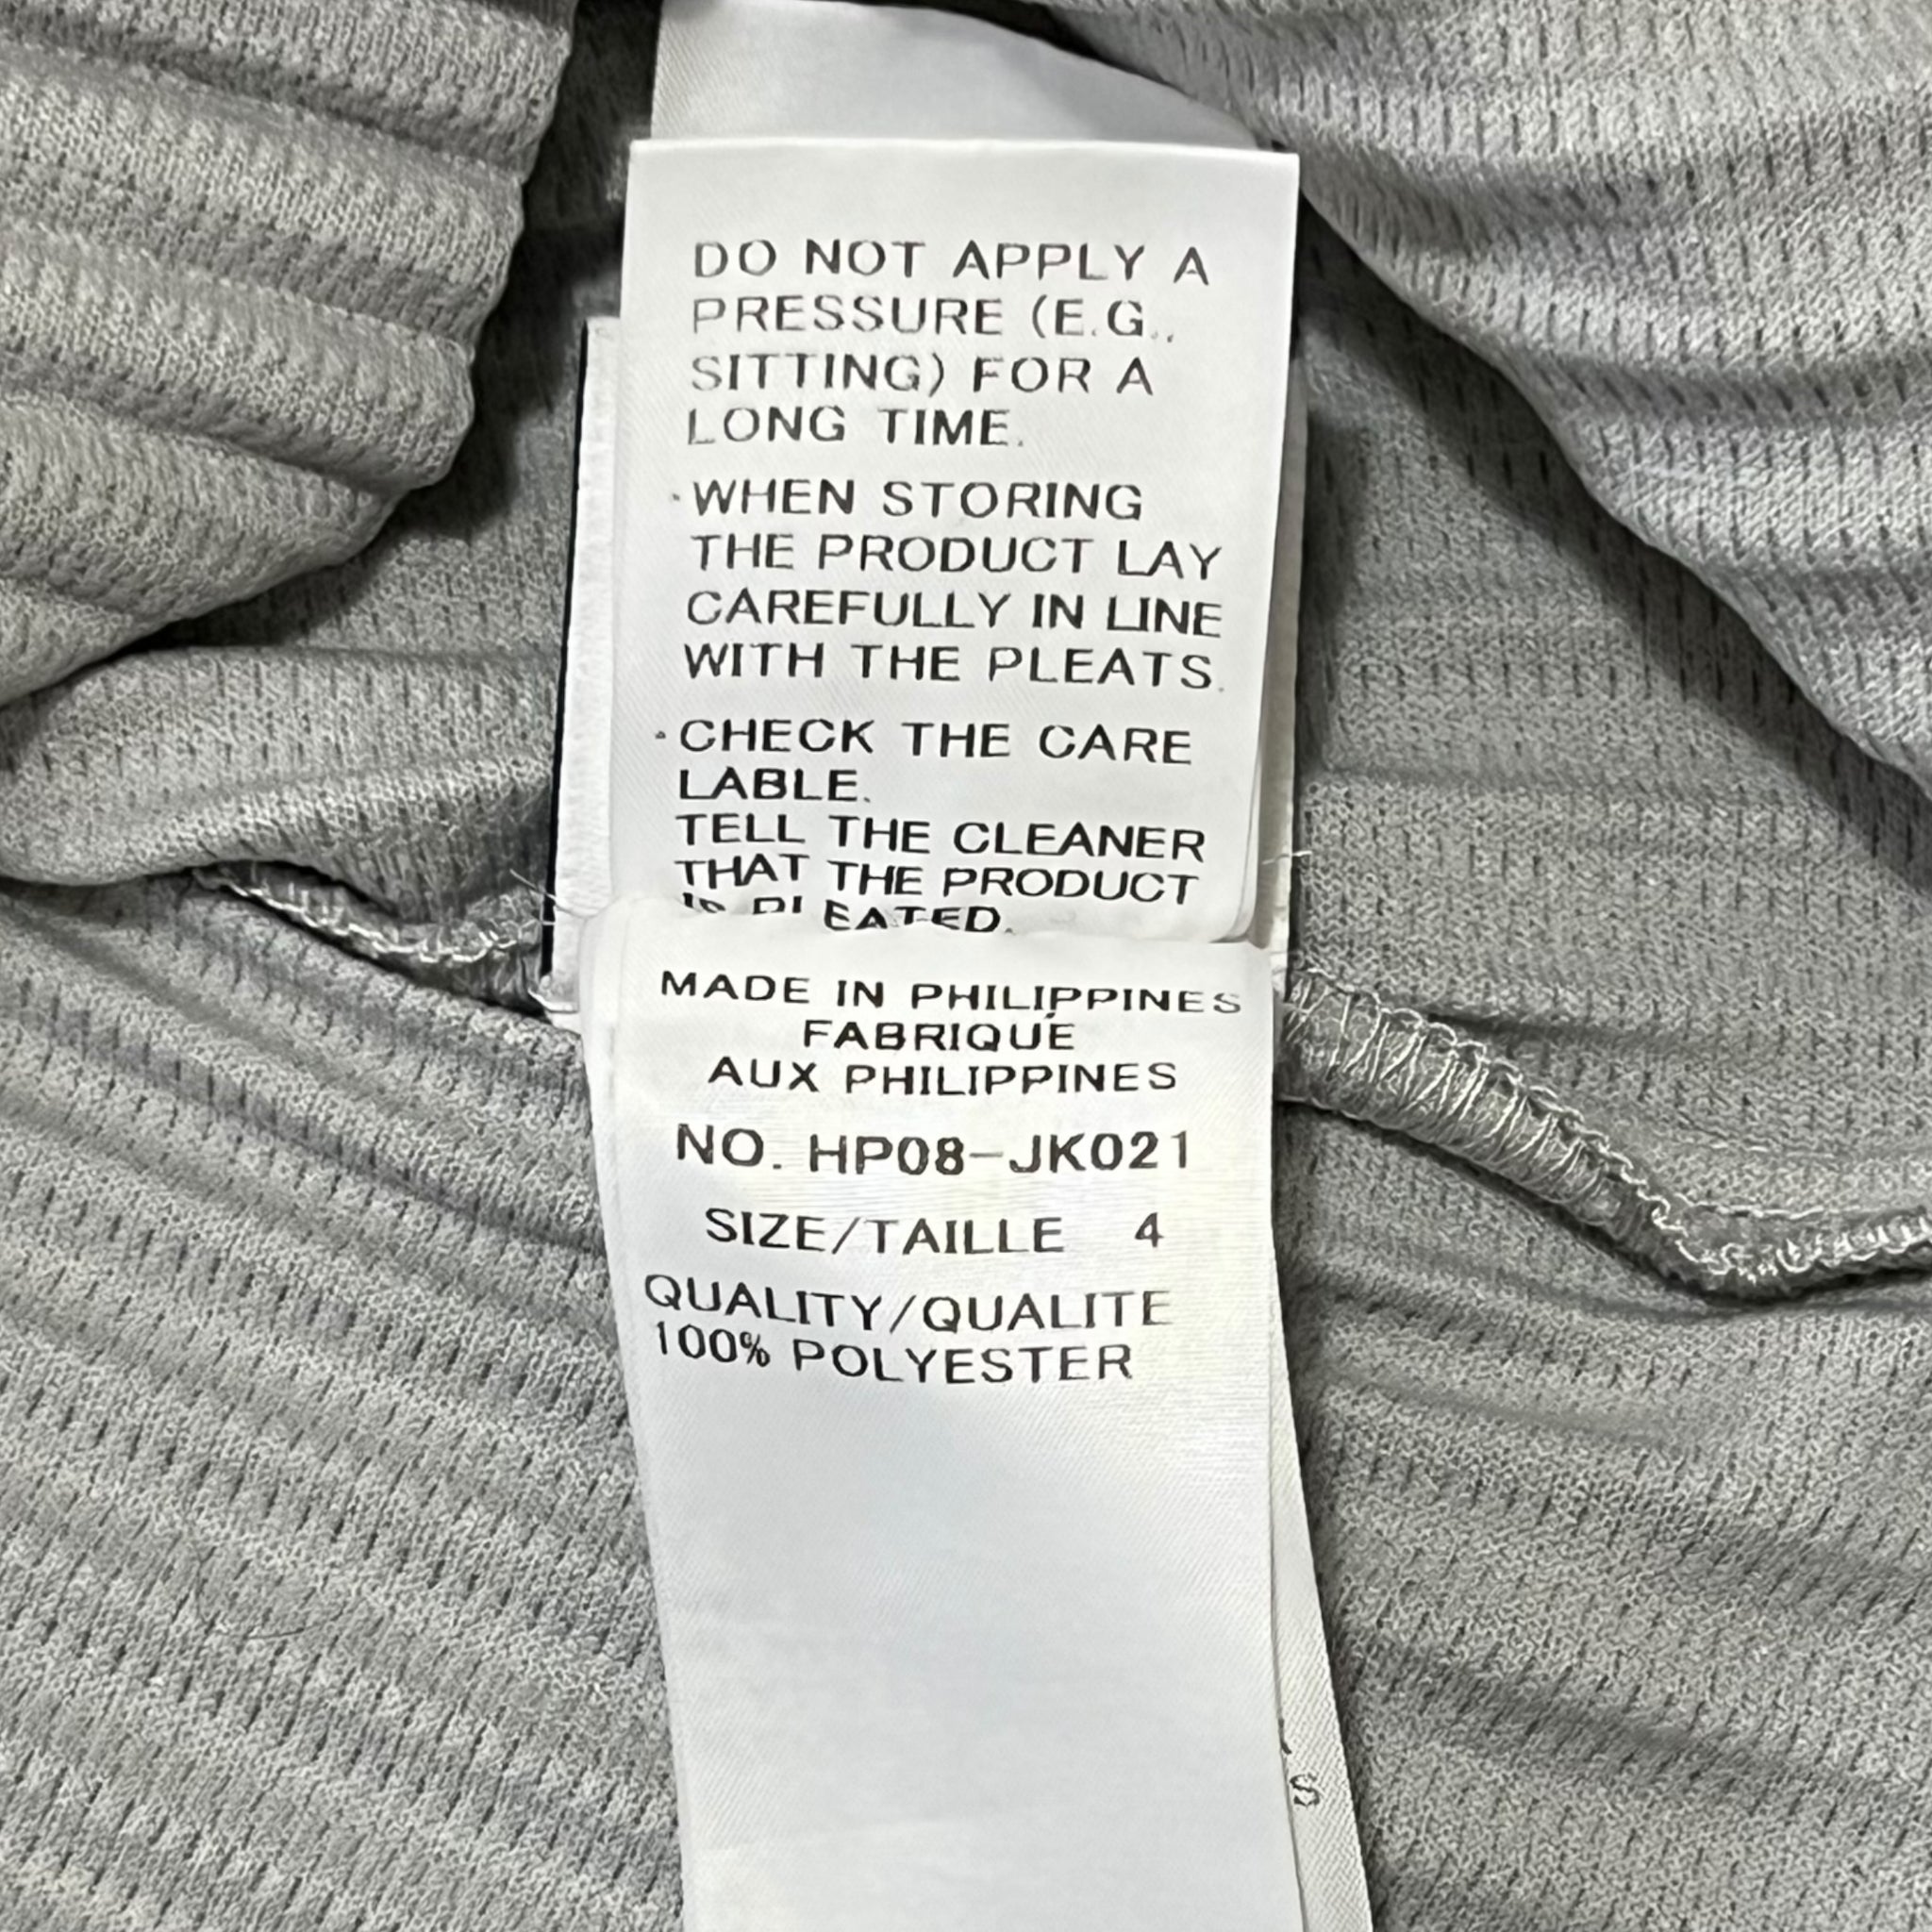 DO NOT APPLY A
PRESSURE (E.G.,
SITTING) FOR A
LONG TIME.
·WHEN STORING
THE PRODUCT LAY
CAREFULLY IN LINE
WITH THE PLEATS.
·CHECK THE CARE
LABLE.
TELL THE CLEANER
THAT THE PRODUCT
IS PLEATED.
MADE IN PHILIPPINES
FABRIQUÉ
AUX PHILIPPINES
NO. HP08-JK021
SIZE/TAILLE 4
QUALITY/QUALITE
100% POLYESTER
S